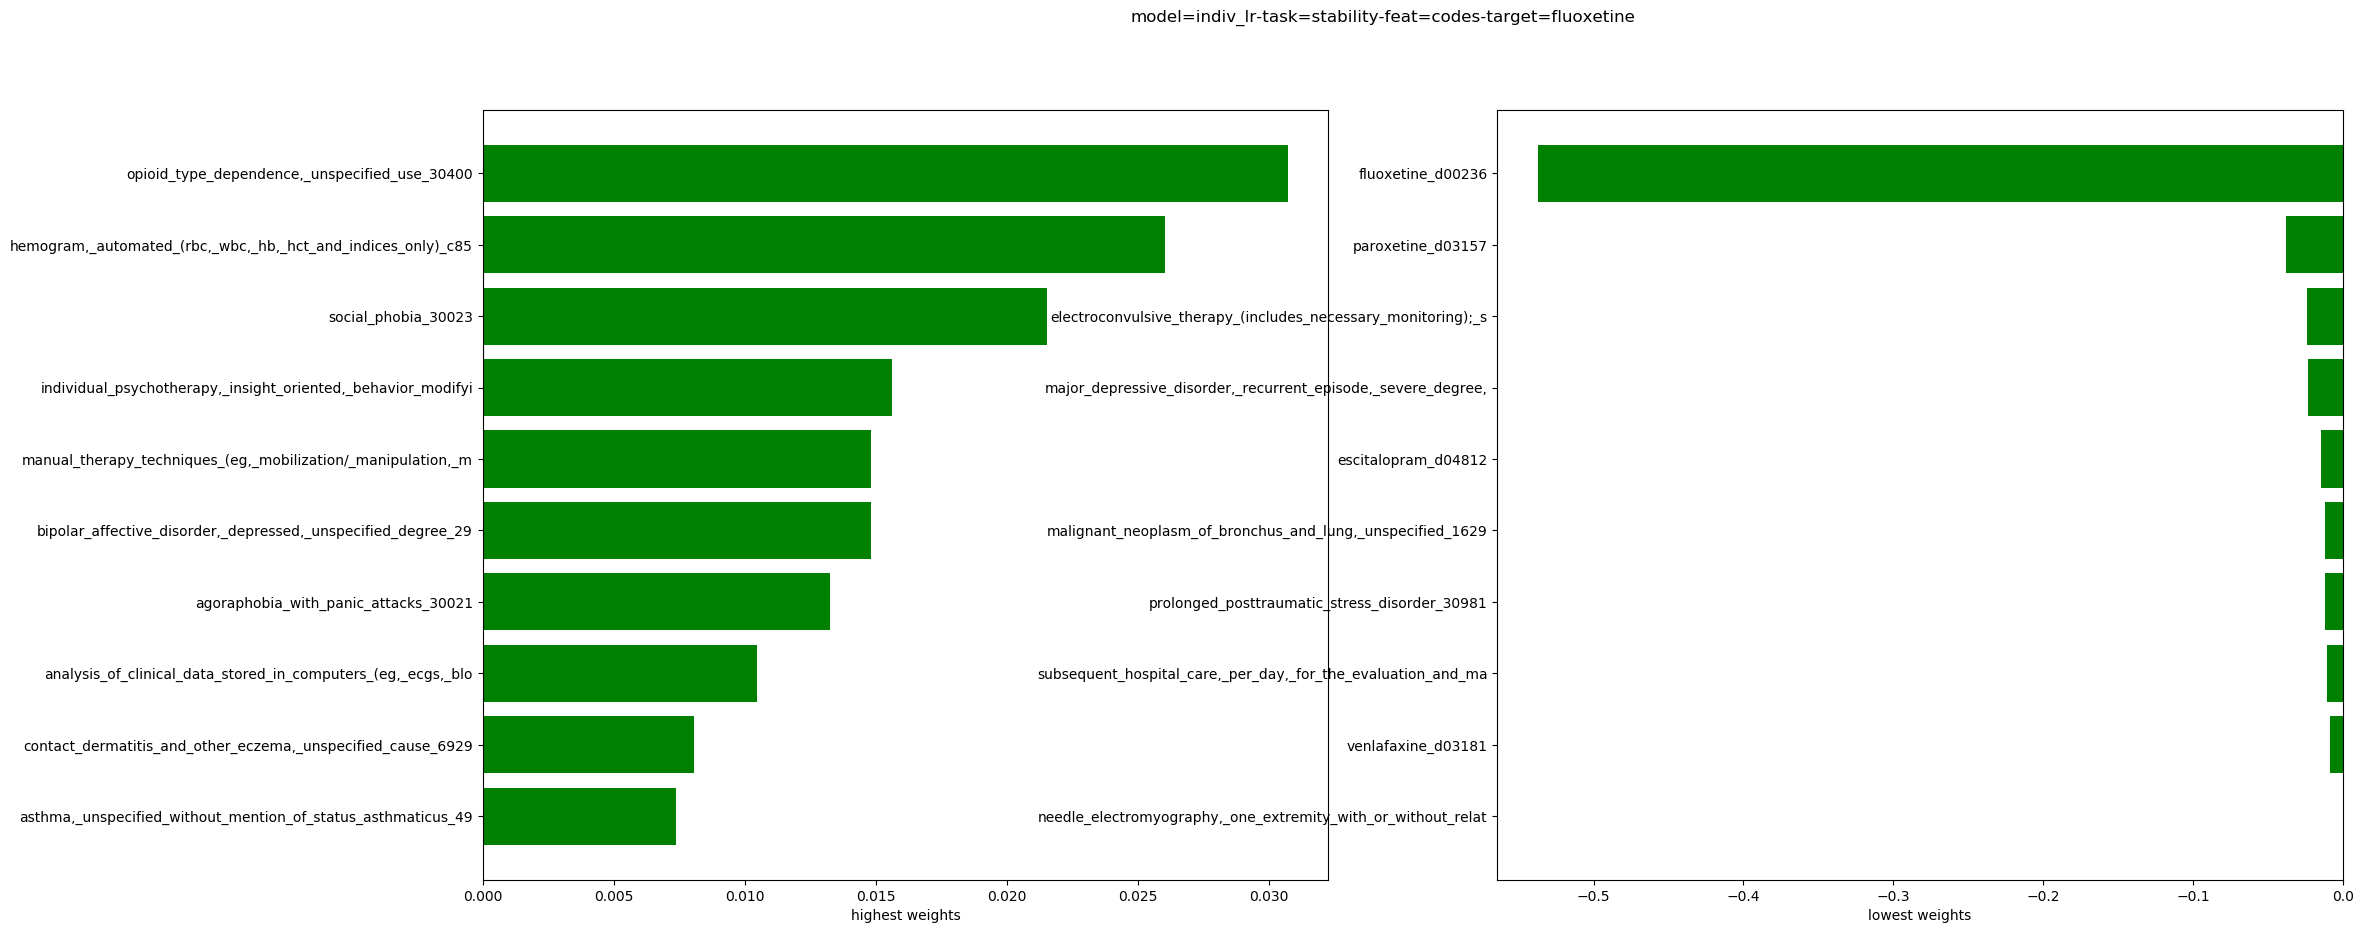 model=indiv_lr-task=stability-feat=codes-target=fluoxetine
opioid_type_dependence,_unspecified_use_30400
hemogram,_automated_(rbc,_wbc,_hb,_hct_and_indices_only)_c85
social_phobia_30023
individual_psychotherapy,_insight_oriented,_behavior_modifyi
manual_therapy_techniques_(eg,_mobilization/_manipulation,_m
bipolar_affective_disorder,_depressed,_unspecified_degree_29
agoraphobia_with_panic_attacks_30021
analysis_of_clinical_data_stored_in_computers_(eg,_ecgs,_blo
contact_dermatitis_and_other_eczema,_unspecified_cause_6929
asthma,_unspecified_without_mention_of_status_asthmaticus_49
0.000 0.005 0.010 0.015 0.020 0.025 0.030
highest weights
fluoxetine_d00236
paroxetine_d03157
electroconvulsive_therapy_(includes_necessary_monitoring);_s
major_depressive_disorder,_recurrent_episode,_severe_degree,
escitalopram_d04812
malignant_neoplasm_of_bronchus_and_lung,_unspecified_1629
prolonged_posttraumatic_stress_disorder_30981
subsequent_hospital_care,_per_day,_for_the_evaluation_and_ma
venlafaxine_d03181
needle_electromyography,_one_extremity_with_or_without_relat
−0.5 −0.4 −0.3 −0.2 −0.1 0.0
lowest weights